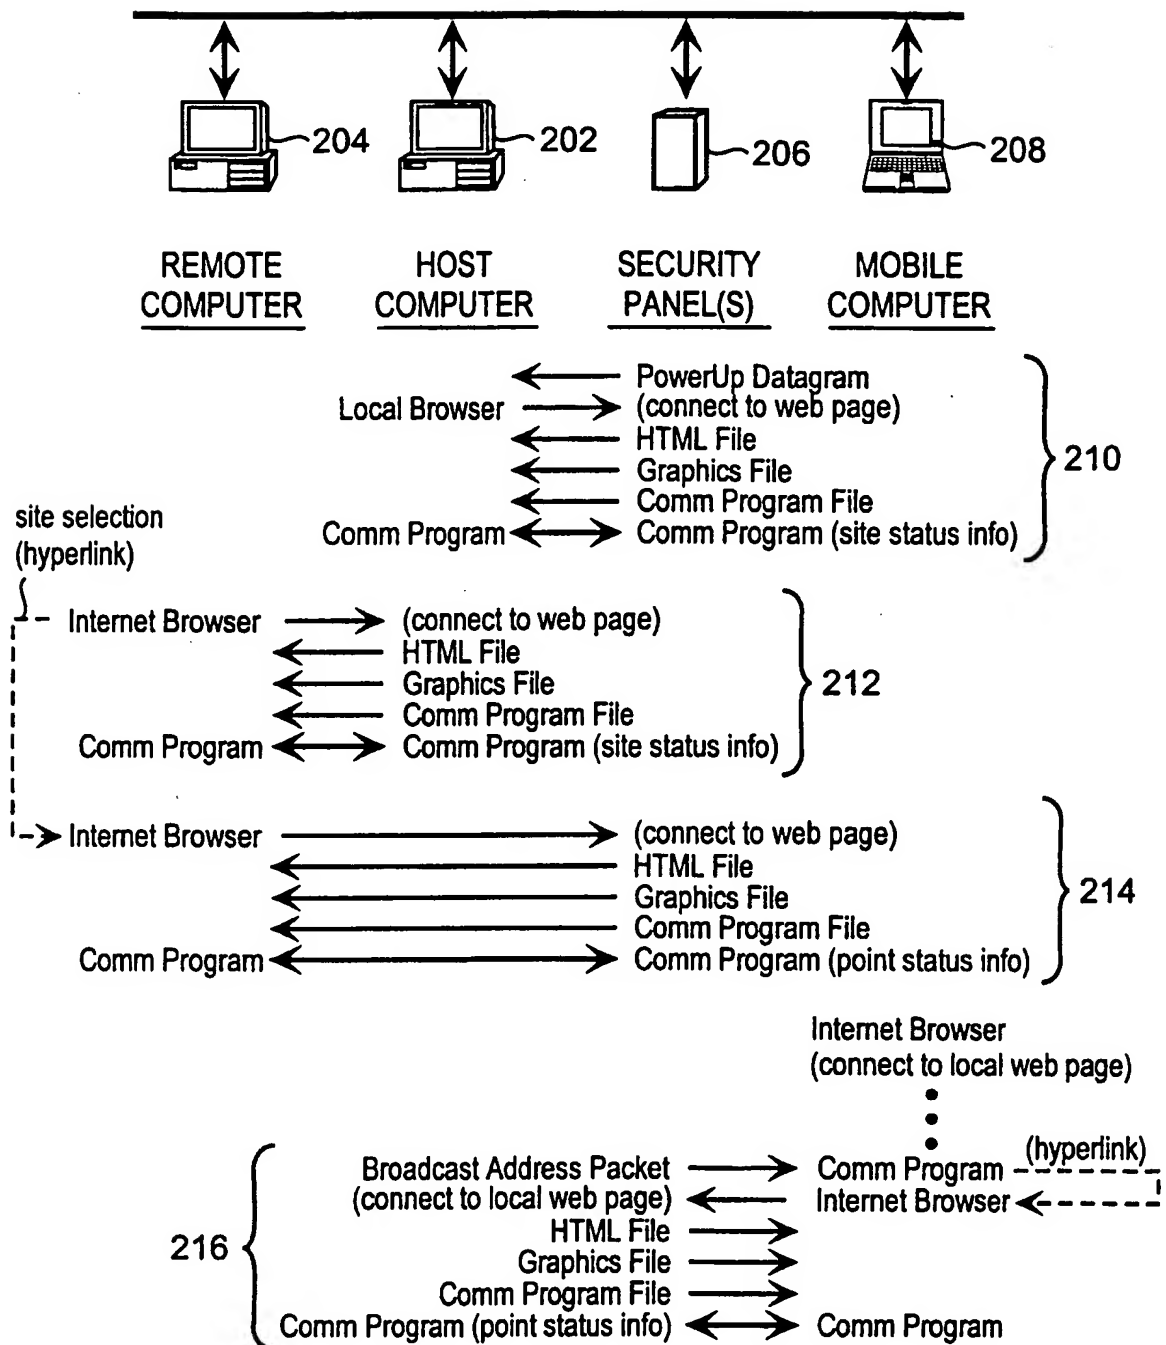 204
202
206
208
REMOTE COMPUTER
HOST COMPUTER
SECURITY PANEL(S)
MOBILE COMPUTER
PowerUp Datagram
Local Browser (connect to web page)
HTML File
Graphics File
Comm Program File
Comm Program Comm Program (site status info)
210
site selection
(hyperlink)
Internet Browser (connect to web page)
HTML File
Graphics File
Comm Program File
Comm Program Comm Program (site status info)
212
Internet Browser (connect to web page)
HTML File
Graphics File
Comm Program File
Comm Program Comm Program (point status info)
214
Internet Browser
(connect to local web page)
Broadcast Address Packet Comm Program (hyperlink)
(connect to local web page) Internet Browser
HTML File
Graphics File
Comm Program File
Comm Program (point status info) Comm Program
216